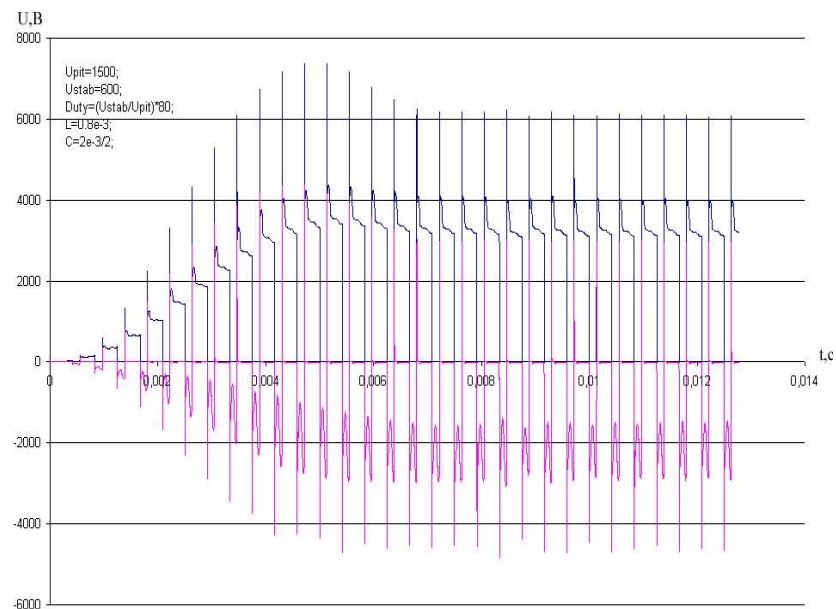 U,В
8000
Upit=1500;
Ustab=600;
Duty=(Ustab/Upit)*80;
L=0.8e-3;
C=2e-3/2;
6000
4000
2000
0
t,c
0 0,002 0,004 0,006 0,008 0,01 0,012 0,014
-2000
-4000
-6000